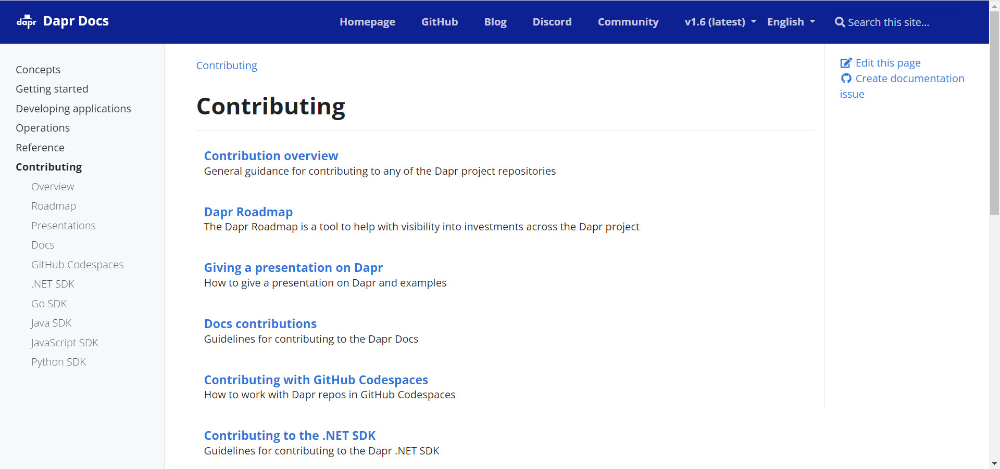 dapr Dapr Docs
Homepage GitHub Blog Discord Community v1.6 (latest) English Search this site...
Concepts
Getting started
Developing applications
Operations
Reference
Contributing
Overview
Roadmap
Presentations
Docs
GitHub Codespaces
.NET SDK
Go SDK
Java SDK
JavaScript SDK
Python SDK
Contributing
Contributing
Contribution overview
General guidance for contributing to any of the Dapr project repositories
Dapr Roadmap
The Dapr Roadmap is a tool to help with visibility into investments across the Dapr project
Giving a presentation on Dapr
How to give a presentation on Dapr and examples
Docs contributions
Guidelines for contributing to the Dapr Docs
Contributing with GitHub Codespaces
How to work with Dapr repos in GitHub Codespaces
Contributing to the .NET SDK
Guidelines for contributing to the Dapr .NET SDK
Edit this page
Create documentation
issue